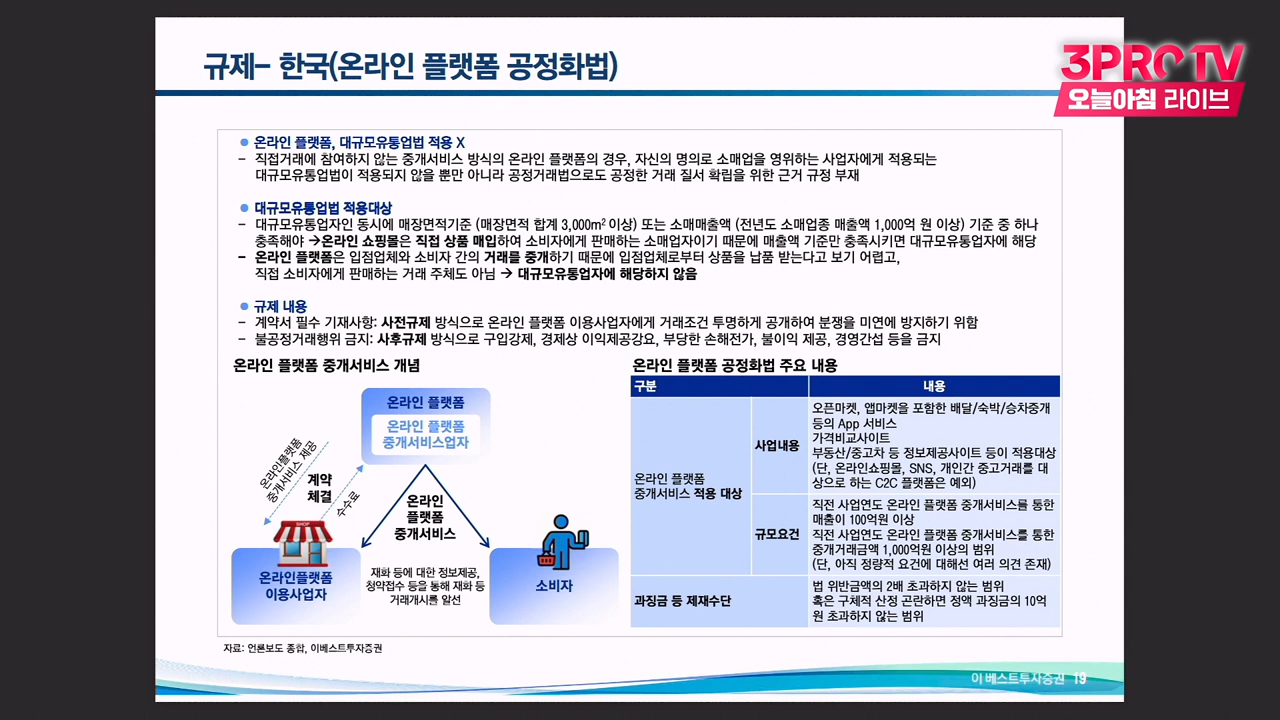 규제- 한국(온라인 플랫폼 공정화법)
3PRO TV
오늘아침 라이브
● 온라인 플랫폼, 대규모유통업법 적용 X
- 직접거래에 참여하지 않는 중개서비스 방식의 온라인 플랫폼의 경우, 자신의 명의로 소매업을 영위하는 사업자에게 적용되는
대규모유통업법이 적용되지 않을 뿐만 아니라 공정거래법으로도 공정한 거래 질서 확립을 위한 근거 규정 부재
● 대규모유통업법 적용대상
- 대규모유통업자인 동시에 매장면적기준 (매장면적 합계 3,000m² 이상) 또는 소매매출액 (전년도 소매업종 매출액 1,000억 원 이상) 기준 중 하나
충족해야 →온라인 쇼핑몰은 직접 상품 매입하여 소비자에게 판매하는 소매업자이기 때문에 매출액 기준만 충족시키면 대규모유통업자에 해당
- 온라인 플랫폼은 입점업체와 소비자 간의 거래를 중개하기 때문에 입점업체로부터 상품을 납품 받는다고 보기 어렵고,
직접 소비자에게 판매하는 거래 주체도 아님 → 대규모유통업자에 해당하지 않음
● 규제 내용
- 계약서 필수 기재사항: 사전규제 방식으로 온라인 플랫폼 이용사업자에게 거래조건 투명하게 공개하여 분쟁을 미연에 방지하기 위함
- 불공정거래행위 금지: 사후규제 방식으로 구입강제, 경제상 이익제공강요, 부당한 손해전가, 불이익 제공, 경영간섭 등을 금지
온라인 플랫폼 중개서비스 개념
온라인 플랫폼
온라인 플랫폼
중개서비스업자
온라인플랫폼
중개서비스 제공
계약
체결
수수료
온라인
플랫폼
중개서비스
SHOP
온라인플랫폼
이용사업자
재화 등에 대한 정보제공,
청약접수 등을 통해 재화 등
거래개시를 알선
소비자
온라인 플랫폼 공정화법 주요 내용
구분
내용
온라인 플랫폼
중개서비스 적용 대상
사업내용
오픈마켓, 앱마켓을 포함한 배달/숙박/승차중개
등의 App 서비스
가격비교사이트
부동산/중고차 등 정보제공사이트 등이 적용대상
(단, 온라인쇼핑몰, SNS, 개인간 중고거래를 대
상으로 하는 C2C 플랫폼은 예외)
규모요건
직전 사업연도 온라인 플랫폼 중개서비스를 통한
매출이 100억원 이상
직전 사업연도 온라인 플랫폼 중개서비스를 통한
중개거래금액 1,000억원 이상의 범위
(단, 아직 정량적 요건에 대해선 여러 의견 존재)
과징금 등 제재수단
법 위반금액의 2배 초과하지 않는 범위
혹은 구체적 산정 곤란하면 정액 과징금의 10억
원 초과하지 않는 범위
자료: 언론보도 종합, 이베스트투자증권
이베스트투자증권 19